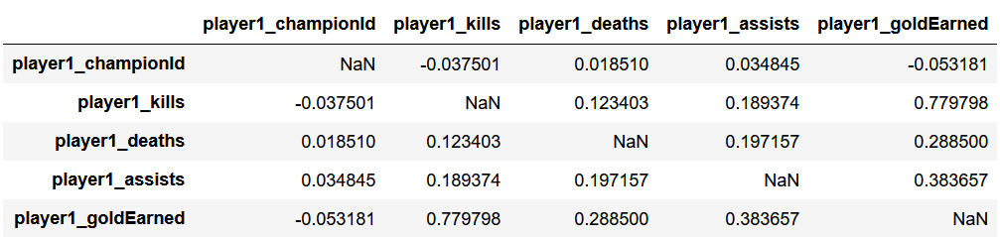 player1_championId player1_kills player1_deaths player1_assists player1_goldEarned
player1_championId NaN -0.037501 0.018510 0.034845 -0.053181
player1_kills -0.037501 NaN 0.123403 0.189374 0.779798
player1_deaths 0.018510 0.123403 NaN 0.197157 0.288500
player1_assists 0.034845 0.189374 0.197157 NaN 0.383657
player1_goldEarned -0.053181 0.779798 0.288500 0.383657 NaN